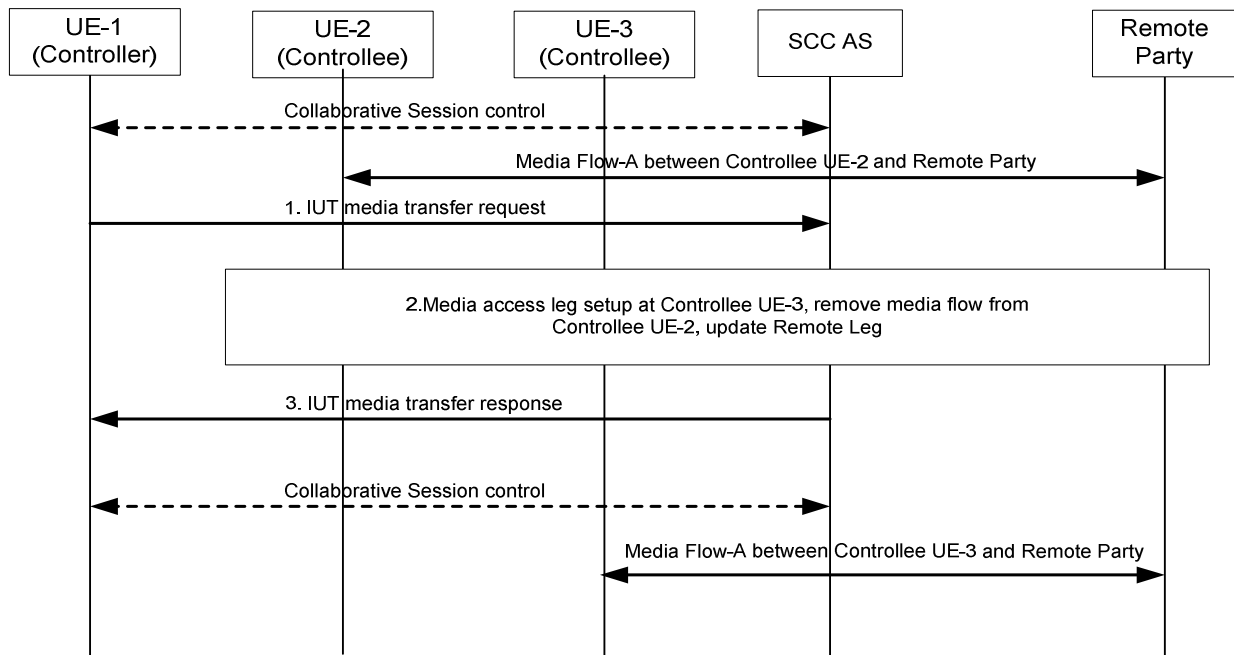 UE-1
(Controller)
UE-2
(Controllee)
UE-3
(Controllee)
SCC AS
Remote
Party
Collaborative Session control
Media Flow-A between Controllee UE-2 and Remote Party
1. IUT media transfer request
2.Media access leg setup at Controllee UE-3, remove media flow from
Controllee UE-2, update Remote Leg
3. IUT media transfer response
Collaborative Session control
Media Flow-A between Controllee UE-3 and Remote Party